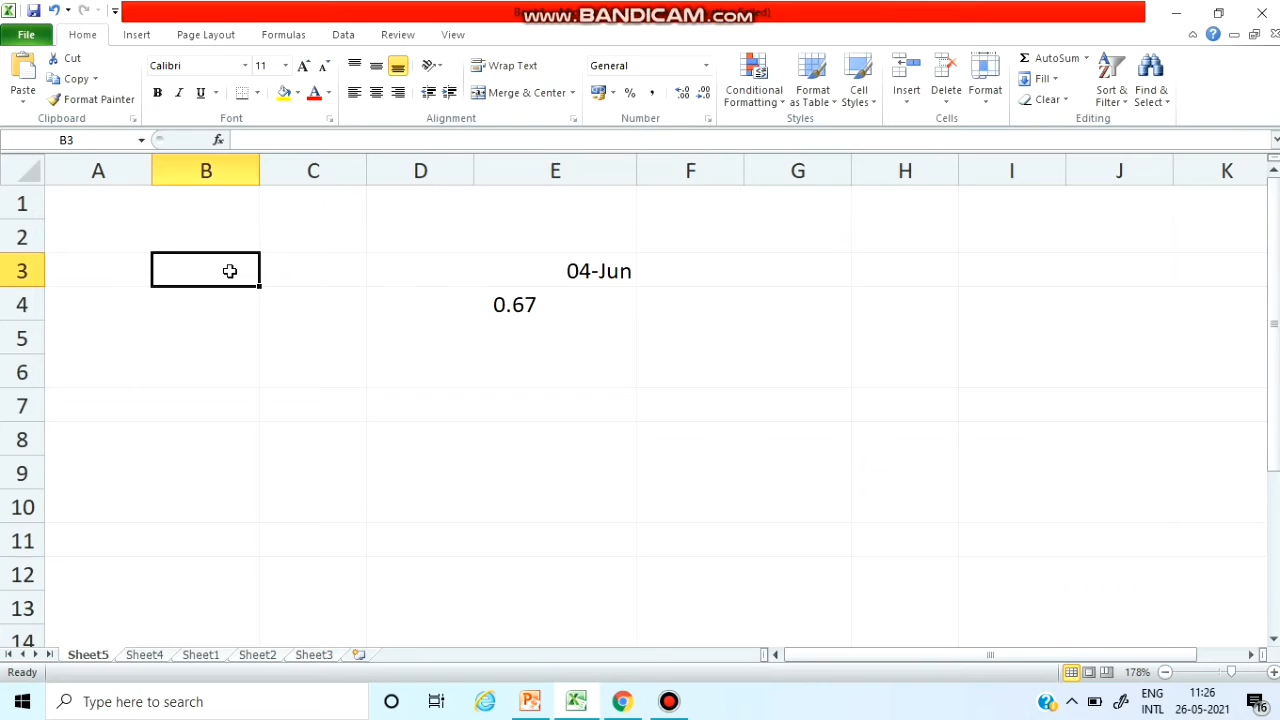 www.BANDICAM.com
File Home Insert Page Layout Formulas Data Review View
Cut
Copy
Format Painter
Paste
Clipboard
Calibri 11
B I U
Font
Wrap Text
Merge & Center
Alignment
General
% ,
Number
Conditional Formatting
Format as Table
Cell Styles
Styles
Insert Delete Format
Cells
Σ AutoSum
Fill
Clear
Sort & Filter
Find & Select
Editing
B3 fx
A B C D E F G H I J K
1
2
3 04-Jun
4 0.67
5
6
7
8
9
10
11
12
13
14
Sheet5 Sheet4 Sheet1 Sheet2 Sheet3
Ready 178%
Type here to search
ENG 11:26
INTL 26-05-2021
16